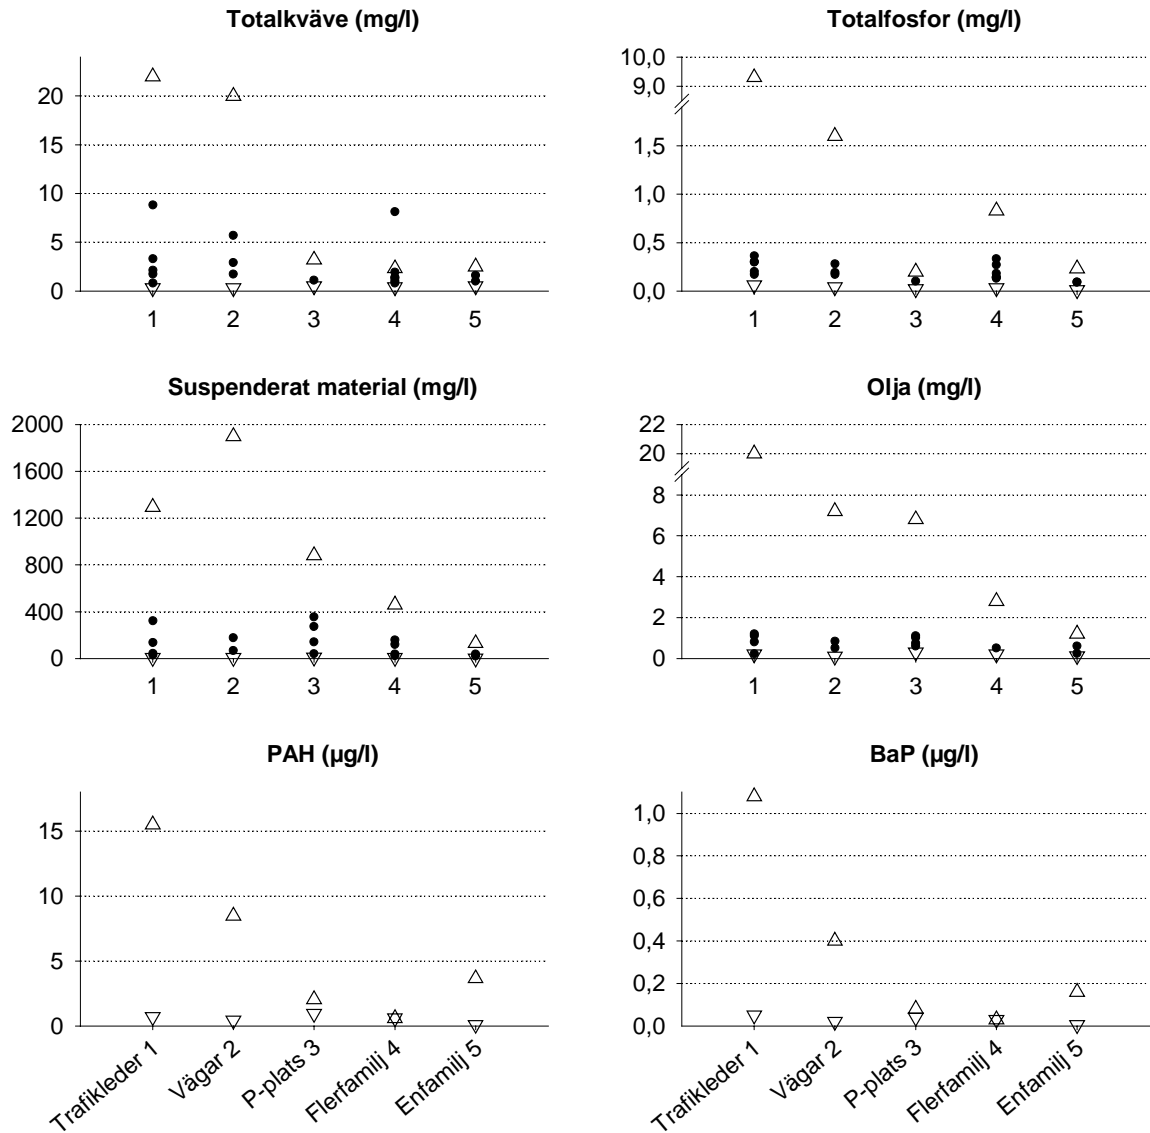 Totalkväve (mg/l)
20
15
10
5
0
1 2 3 4 5
Totalfosfor (mg/l)
10,0
9,0
1,5
1,0
0,5
0,0
1 2 3 4 5
Suspenderat material (mg/l)
2000
1600
1200
800
400
0
1 2 3 4 5
Olja (mg/l)
22
20
8
6
4
2
0
1 2 3 4 5
PAH (µg/l)
15
10
5
0
Trafikleder 1
Vägar 2
P-plats 3
Flerfamilj 4
Enfamilj 5
BaP (µg/l)
1,0
0,8
0,6
0,4
0,2
0,0
Trafikleder 1
Vägar 2
P-plats 3
Flerfamilj 4
Enfamilj 5